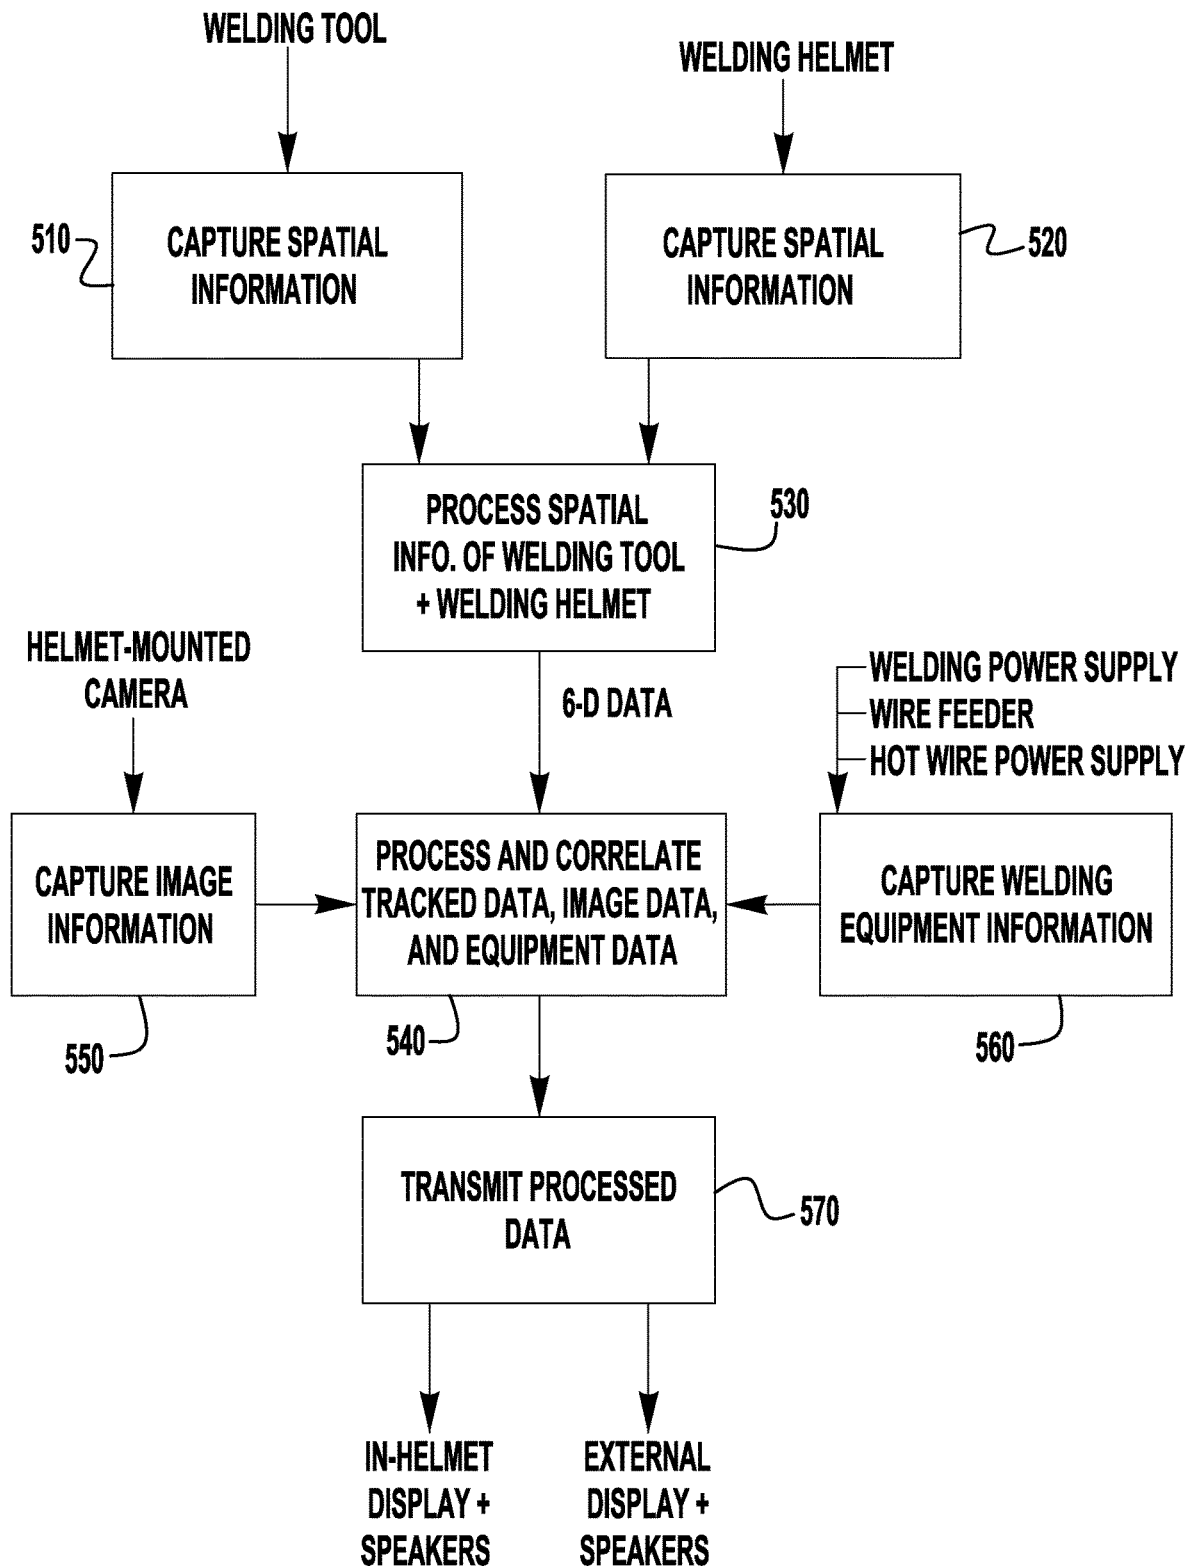 WELDING TOOL
WELDING HELMET
510
CAPTURE SPATIAL
INFORMATION
CAPTURE SPATIAL
INFORMATION
520
PROCESS SPATIAL
INFO. OF WELDING TOOL
+ WELDING HELMET
530
HELMET-MOUNTED
CAMERA
6-D DATA
WELDING POWER SUPPLY
WIRE FEEDER
HOT WIRE POWER SUPPLY
CAPTURE IMAGE
INFORMATION
PROCESS AND CORRELATE
TRACKED DATA, IMAGE DATA,
AND EQUIPMENT DATA
CAPTURE WELDING
EQUIPMENT INFORMATION
550
540
560
TRANSMIT PROCESSED
DATA
570
IN-HELMET
DISPLAY +
SPEAKERS
EXTERNAL
DISPLAY +
SPEAKERS